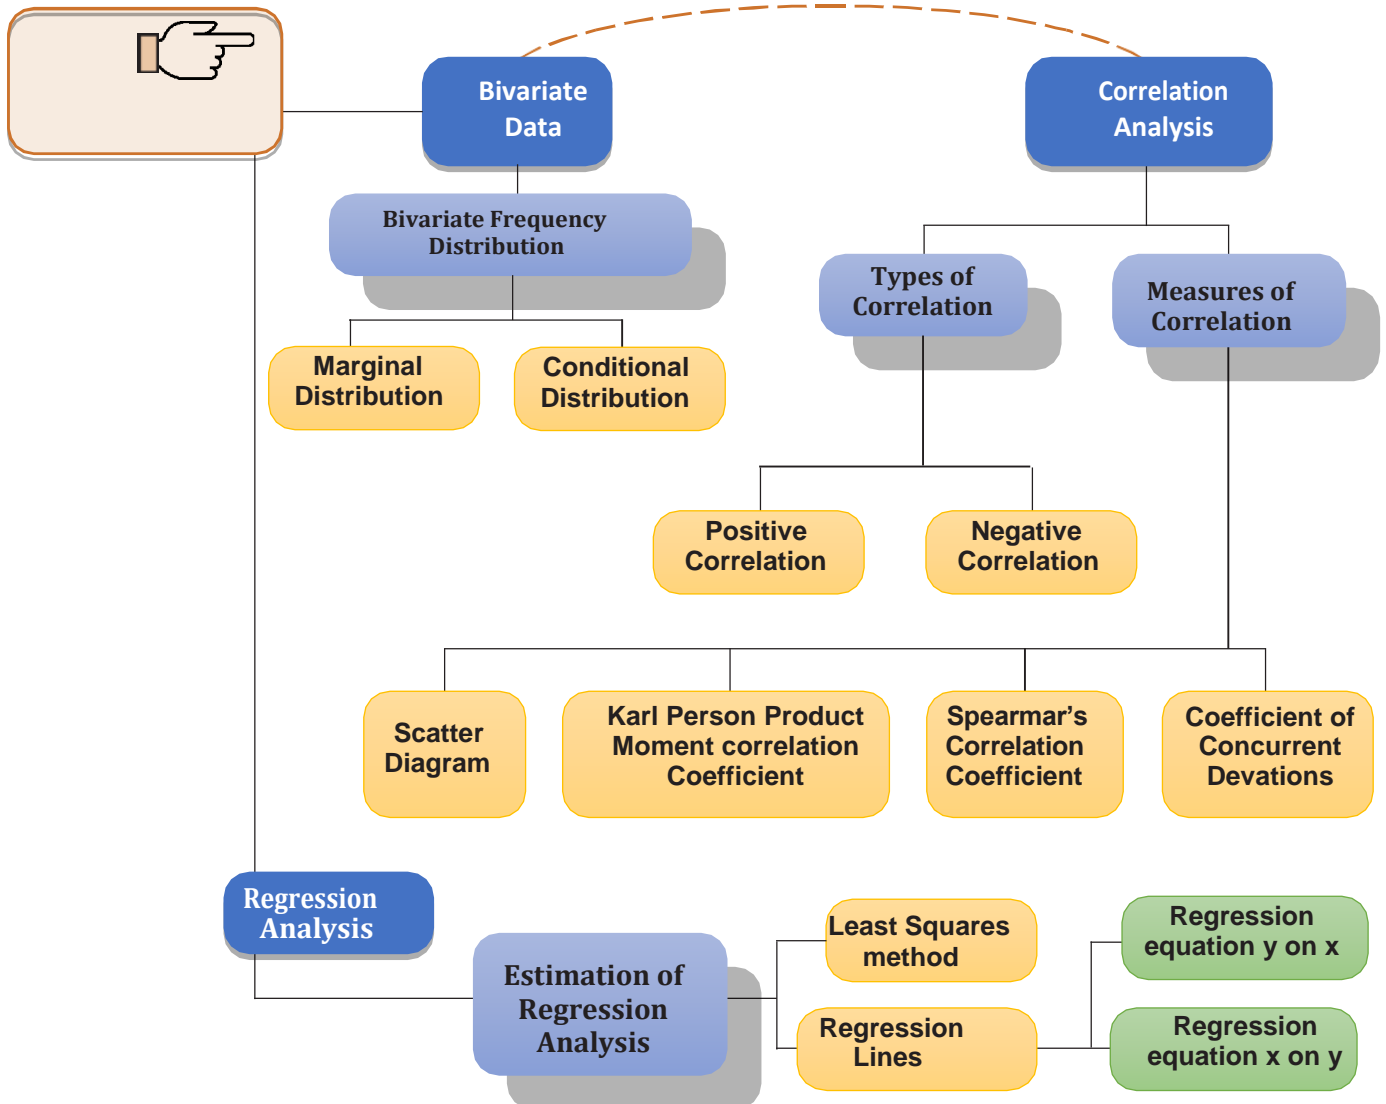 Bivariate
Data
Correlation
Analysis
Bivariate Frequency
Distribution
Types of
Correlation
Measures of
Correlation
Marginal
Distribution
Conditional
Distribution
Positive
Correlation
Negative
Correlation
Scatter
Diagram
Karl Person Product
Moment correlation
Coefficient
Spearmar's
Correlation
Coefficient
Coefficient of
Concurrent
Devations
Regression
Analysis
Estimation of
Regression
Analysis
Least Squares
method
Regression
Lines
Regression
equation y on x
Regression
equation x on y